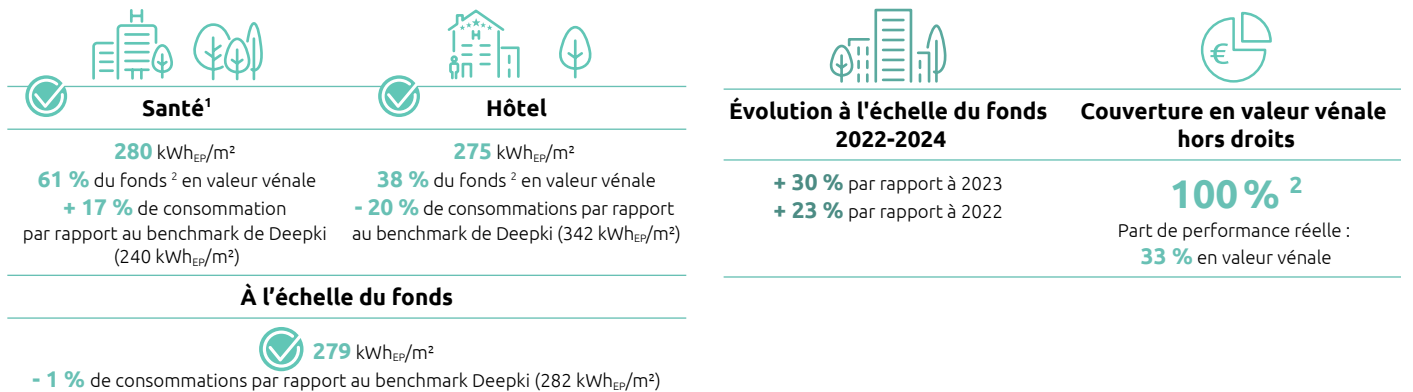 H
H
Santé¹
Hôtel
280 kWhEP/m²
61 % du fonds ² en valeur vénale
+ 17 % de consommation
par rapport au benchmark de Deepki
(240 kWhEP/m²)
275 kWhEP/m²
38 % du fonds ² en valeur vénale
- 20 % de consommations par rapport
au benchmark de Deepki (342 kWhEP/m²)
À l’échelle du fonds
279 kWhEP/m²
- 1 % de consommations par rapport au benchmark Deepki (282 kWhEP/m²)
Évolution à l'échelle du fonds
2022-2024
+ 30 % par rapport à 2023
+ 23 % par rapport à 2022
€
Couverture en valeur vénale
hors droits
100 % ²
Part de performance réelle :
33 % en valeur vénale